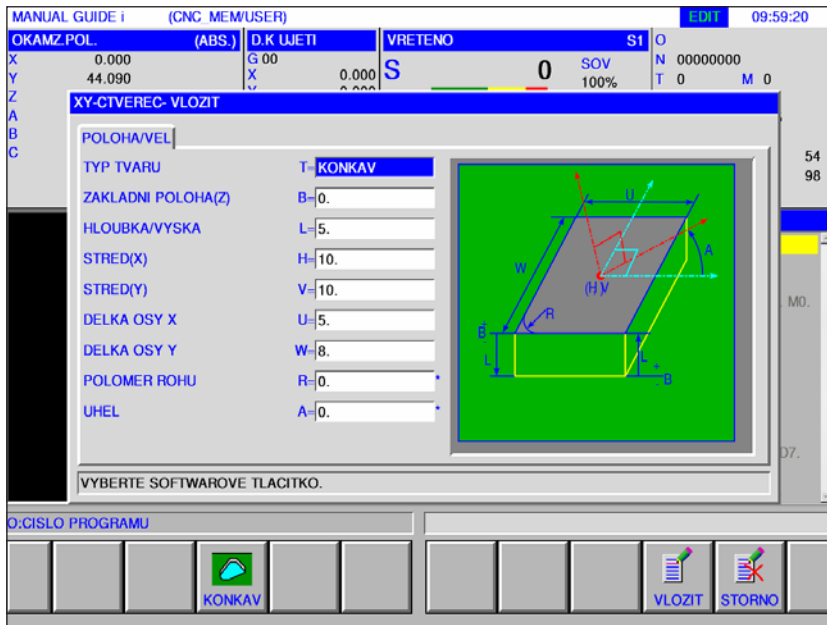 MANUAL GUIDE i (CNC_MEM/USER) EDIT 09:59:20
OKAMZ.POL. (ABS.) D.K UJETI VRETENO S1 O
X 0.000 G 00 N 00000000
Y 44.090 X 0.000 S 0 SOV 100% T 0 M 0
Z
A
B
C
54
98
XY-CTVEREC- VLOZIT
POLOHA/VEL
TYP TVARU T= KONKAV
ZAKLADNI POLOHA(Z) B= 0.
HLOUBKA/VYSKA L= 5.
STRED(X) H= 10.
STRED(Y) V= 10.
DELKA OSY X U= 5.
DELKA OSY Y W= 8.
POLOMER ROHU R= 0. *
UHEL A= 0. *
U
W
A
(H )V
R
+
B
-
L
L
+
- B
M0.
D7.
VYBERTE SOFTWAROVE TLACITKO.
O:CISLO PROGRAMU
KONKAV VLOZIT STORNO